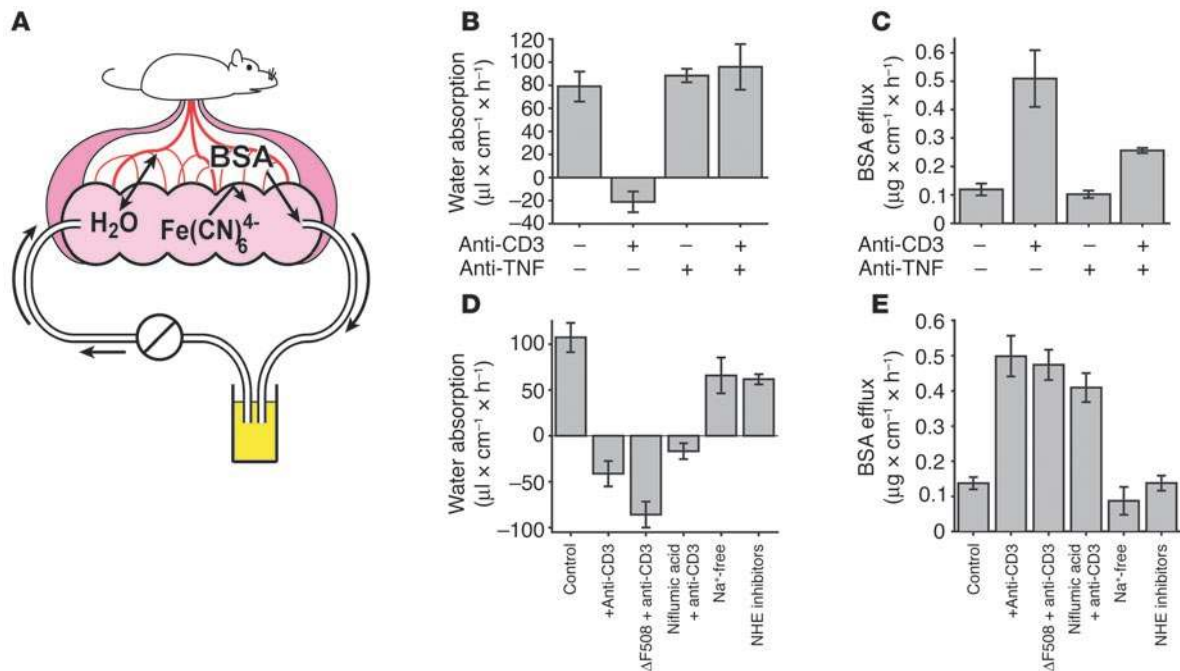 A
BSA
H₂O
Fe(CN)₆⁴⁻
B
Water absorption
(μl × cm⁻¹ × h⁻¹)
120
100
80
60
40
20
0
−20
−40
Anti-CD3 − + − +
Anti-TNF − − + +
C
BSA efflux
(μg × cm⁻¹ × h⁻¹)
0.6
0.5
0.4
0.3
0.2
0.1
0
Anti-CD3 − + − +
Anti-TNF − − + +
D
Water absorption
(μl × cm⁻¹ × h⁻¹)
100
50
0
−50
−100
Control
+Anti-CD3
ΔF508 + anti-CD3
Niflumic acid
+ anti-CD3
Na⁺-free
NHE inhibitors
E
BSA efflux
(μg × cm⁻¹ × h⁻¹)
0.6
0.5
0.4
0.3
0.2
0.1
0
Control
+Anti-CD3
ΔF508 + anti-CD3
Niflumic acid
+ anti-CD3
Na⁺-free
NHE inhibitors